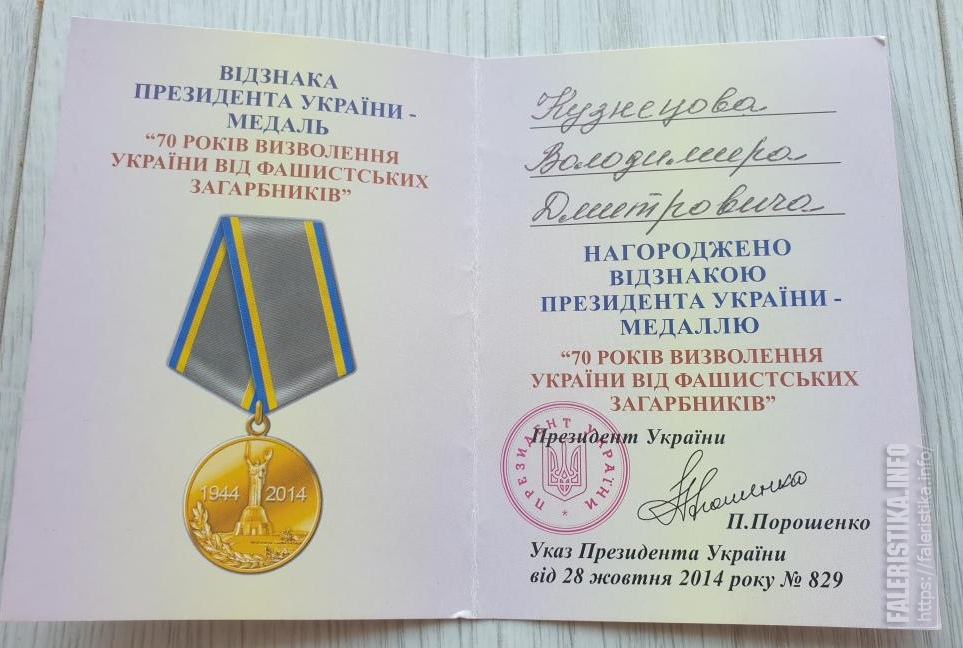 ВІДЗНАКА
ПРЕЗИДЕНТА УКРАЇНИ -
МЕДАЛЬ
“70 РОКІВ ВИЗВОЛЕННЯ
УКРАЇНИ ВІД ФАШИСТСЬКИХ
ЗАГАРБНИКІВ”
1944 2014
Кузнєцова
Володимира
Дмитровича
НАГОРОДЖЕНО
ВІДЗНАКОЮ
ПРЕЗИДЕНТА УКРАЇНИ -
МЕДАЛЛЮ
“70 РОКІВ ВИЗВОЛЕННЯ
УКРАЇНИ ВІД ФАШИСТСЬКИХ
ЗАГАРБНИКІВ”
ПРЕЗИДЕНТ УКРАЇНИ *
Президент України
Порошенко
П.Порошенко
Указ Президента України
від 28 жовтня 2014 року № 829
FALERISTIKA.INFO
https://faleristika.info/